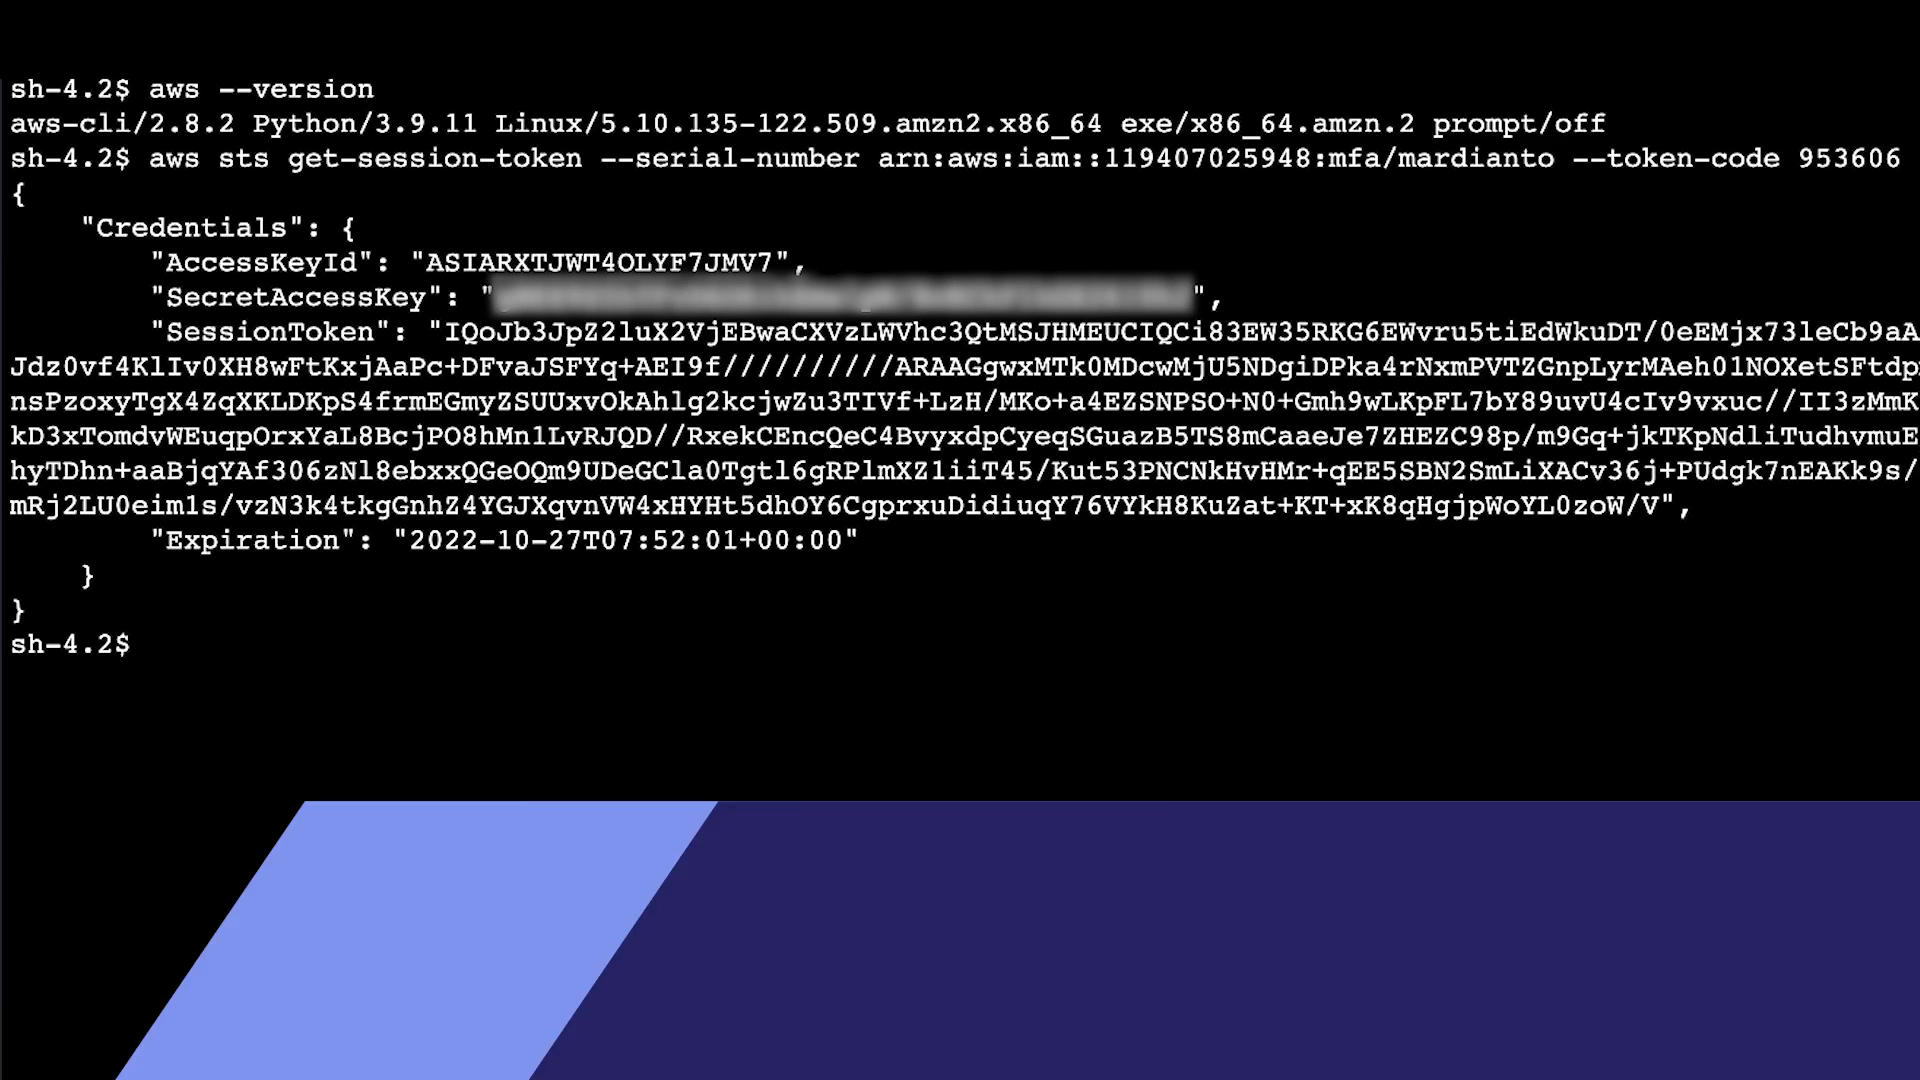 sh-4.2$ aws --version
aws-cli/2.8.2 Python/3.9.11 Linux/5.10.135-122.509.amzn2.x86_64 exe/x86_64.amzn.2 prompt/off
sh-4.2$ aws sts get-session-token --serial-number arn:aws:iam::119407025948:mfa/mardianto --token-code 953606
{
    "Credentials": {
        "AccessKeyId": "ASIARXTJWT4OLYF7JMV7",
        "SecretAccessKey": "",
        "SessionToken": "IQoJb3JpZ2luX2VjEBwaCXVzLWVhc3QtMSJHMEUCIQCi83EW35RKG6EWvru5tiEdWkuDT/0eEMjx73leCb9aA
Jdz0vf4KlIv0XH8wFtKxjAaPc+DFvaJSFYq+AEI9f//////////ARAAGgwxMTk0MDcwMjU5NDgiDPka4rNxmPVTZGnpLyrMAeh01NOXetSFtdp
nsPzoxyTgX4ZqXKLDKpS4frmEGmyZSUUxvOkAhlg2kcjwZu3TIVf+LzH/MKo+a4EZSNPSO+N0+Gmh9wLKpFL7bY89uvU4cIv9vxuc//II3zMmK
kD3xTomdvWEuqpOrxYaL8BcjPO8hMn1LvRJQD//RxekCEncQeC4BvyxdpCyeqSGuazB5TS8mCaaeJe7ZHEZC98p/m9Gq+jkTKpNdliTudhvmuE
hyTDhn+aaBjqYAf306zNl8ebxxQGeOQm9UDeGCla0Tgtl6gRPlmXZ1iiT45/Kut53PNCNkHvHMr+qEE5SBN2SmLiXACv36j+PUdgk7nEAKk9s/
mRj2LU0eim1s/vzN3k4tkgGnhZ4YGJXqvnVW4xHYHt5dhOY6CgprxuDidiuqY76VYkH8KuZat+KT+xK8qHgjpWoYL0zoW/V",
        "Expiration": "2022-10-27T07:52:01+00:00"
    }
}
sh-4.2$